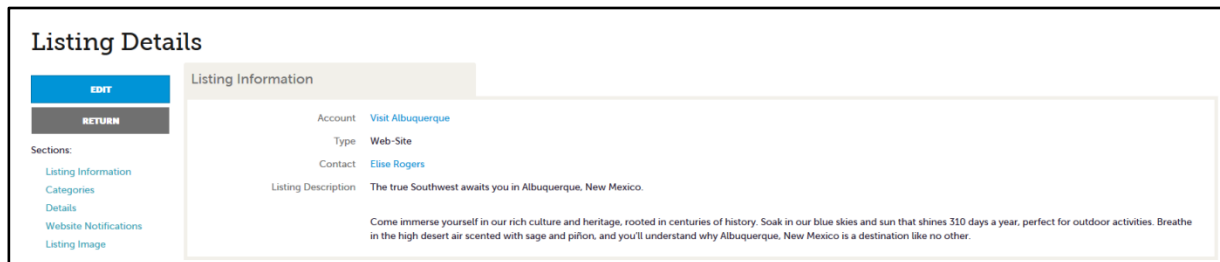 Listing Details
EDIT
RETURN
Sections:
Listing Information
Categories
Details
Website Notifications
Listing Image
Listing Information
Account Visit Albuquerque
Type Web-Site
Contact Elise Rogers
Listing Description The true Southwest awaits you in Albuquerque, New Mexico.
Come immerse yourself in our rich culture and heritage, rooted in centuries of history. Soak in our blue skies and sun that shines 310 days a year, perfect for outdoor activities. Breathe
in the high desert air scented with sage and piñon, and you'll understand why Albuquerque, New Mexico is a destination like no other.